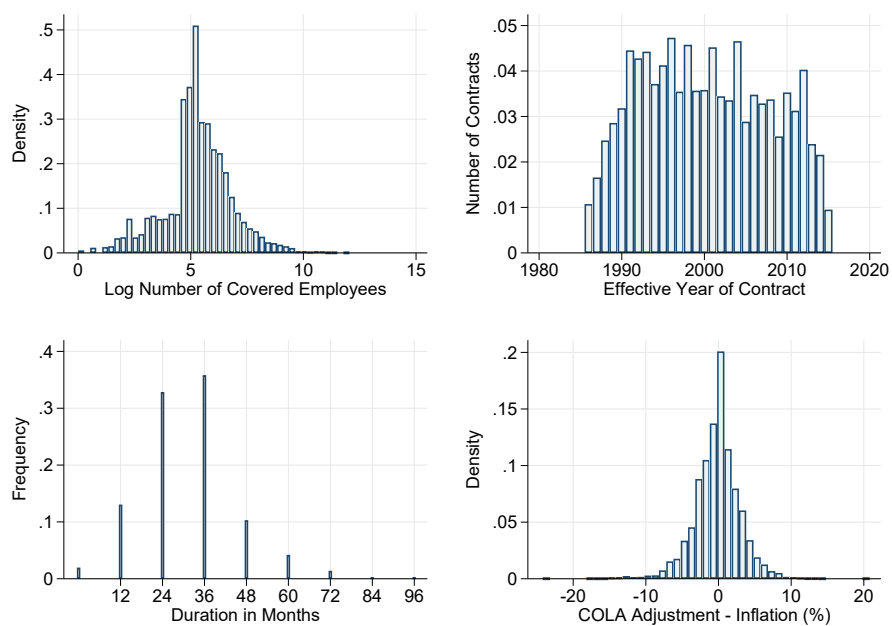 Density
.5
.4
.3
.2
.1
0
0 5 10 15
Log Number of Covered Employees
Number of Contracts
.05
.04
.03
.02
.01
0
1980 1990 2000 2010 2020
Effective Year of Contract
Frequency
.4
.3
.2
.1
0
12 24 36 48 60 72 84 96
Duration in Months
Density
.2
.15
.1
.05
0
-20 -10 0 10 20
COLA Adjustment - Inflation (%)